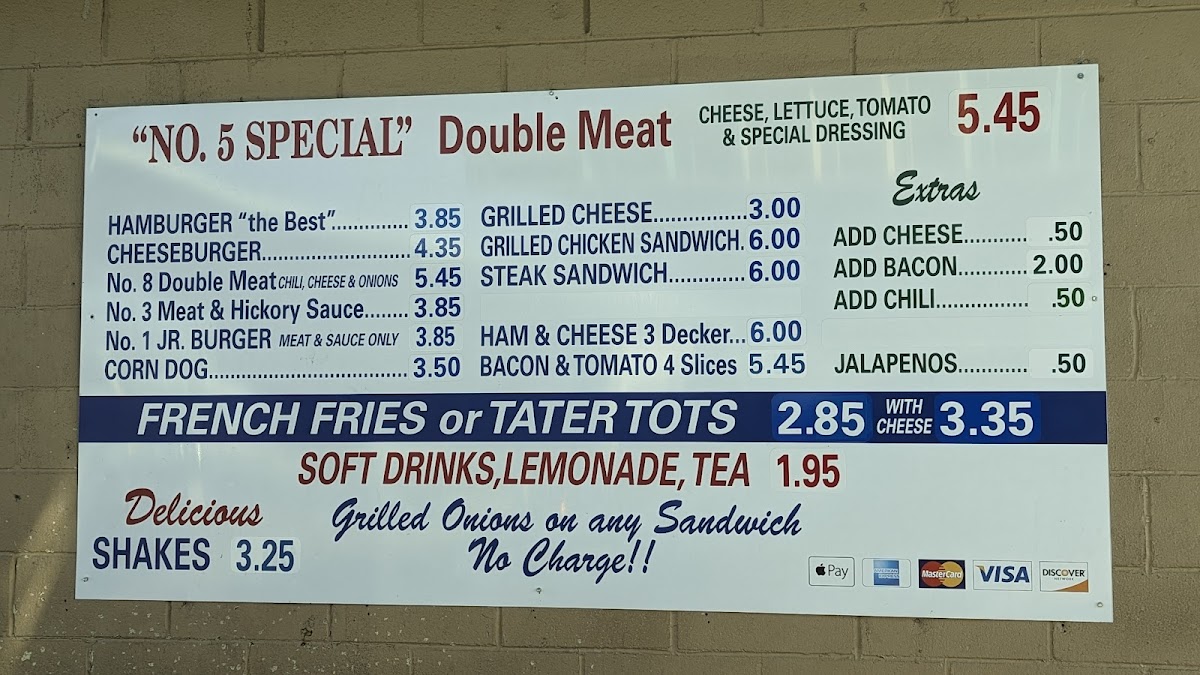 "NO. 5 SPECIAL" Double Meat CHEESE, LETTUCE, TOMATO & SPECIAL DRESSING 5.45
HAMBURGER "the Best".............. 3.85
CHEESEBURGER........................... 4.35
No. 8 Double Meat CHILI, CHEESE & ONIONS 5.45
No. 3 Meat & Hickory Sauce........ 3.85
No. 1 JR. BURGER MEAT & SAUCE ONLY 3.85
CORN DOG.................................... 3.50
GRILLED CHEESE................ 3.00
GRILLED CHICKEN SANDWICH. 6.00
STEAK SANDWICH............ 6.00
HAM & CHEESE 3 Decker... 6.00
BACON & TOMATO 4 Slices 5.45
Extras
ADD CHEESE........... .50
ADD BACON............ 2.00
ADD CHILI................ .50
JALAPENOS............ .50
FRENCH FRIES or TATER TOTS 2.85 WITH CHEESE 3.35
SOFT DRINKS, LEMONADE, TEA 1.95
Delicious
SHAKES 3.25
Grilled Onions on any Sandwich
No Charge!!
Pay AMERICAN EXPRESS MasterCard VISA DISCOVER